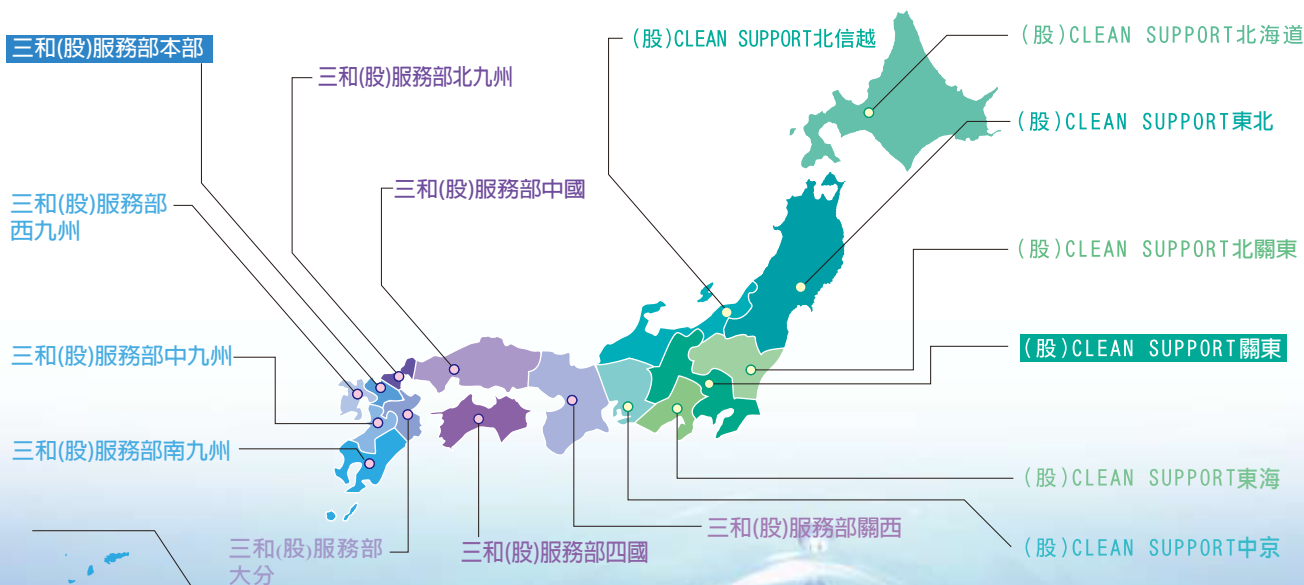 三和(股)服務部本部
三和(股)服務部北九州
(股)CLEAN SUPPORT北信越
(股)CLEAN SUPPORT北海道
(股)CLEAN SUPPORT東北
三和(股)服務部中國
三和(股)服務部
西九州
(股)CLEAN SUPPORT北關東
三和(股)服務部中九州
(股)CLEAN SUPPORT關東
三和(股)服務部南九州
(股)CLEAN SUPPORT東海
三和(股)服務部關西
三和(股)服務部
大分
三和(股)服務部四國
(股)CLEAN SUPPORT中京